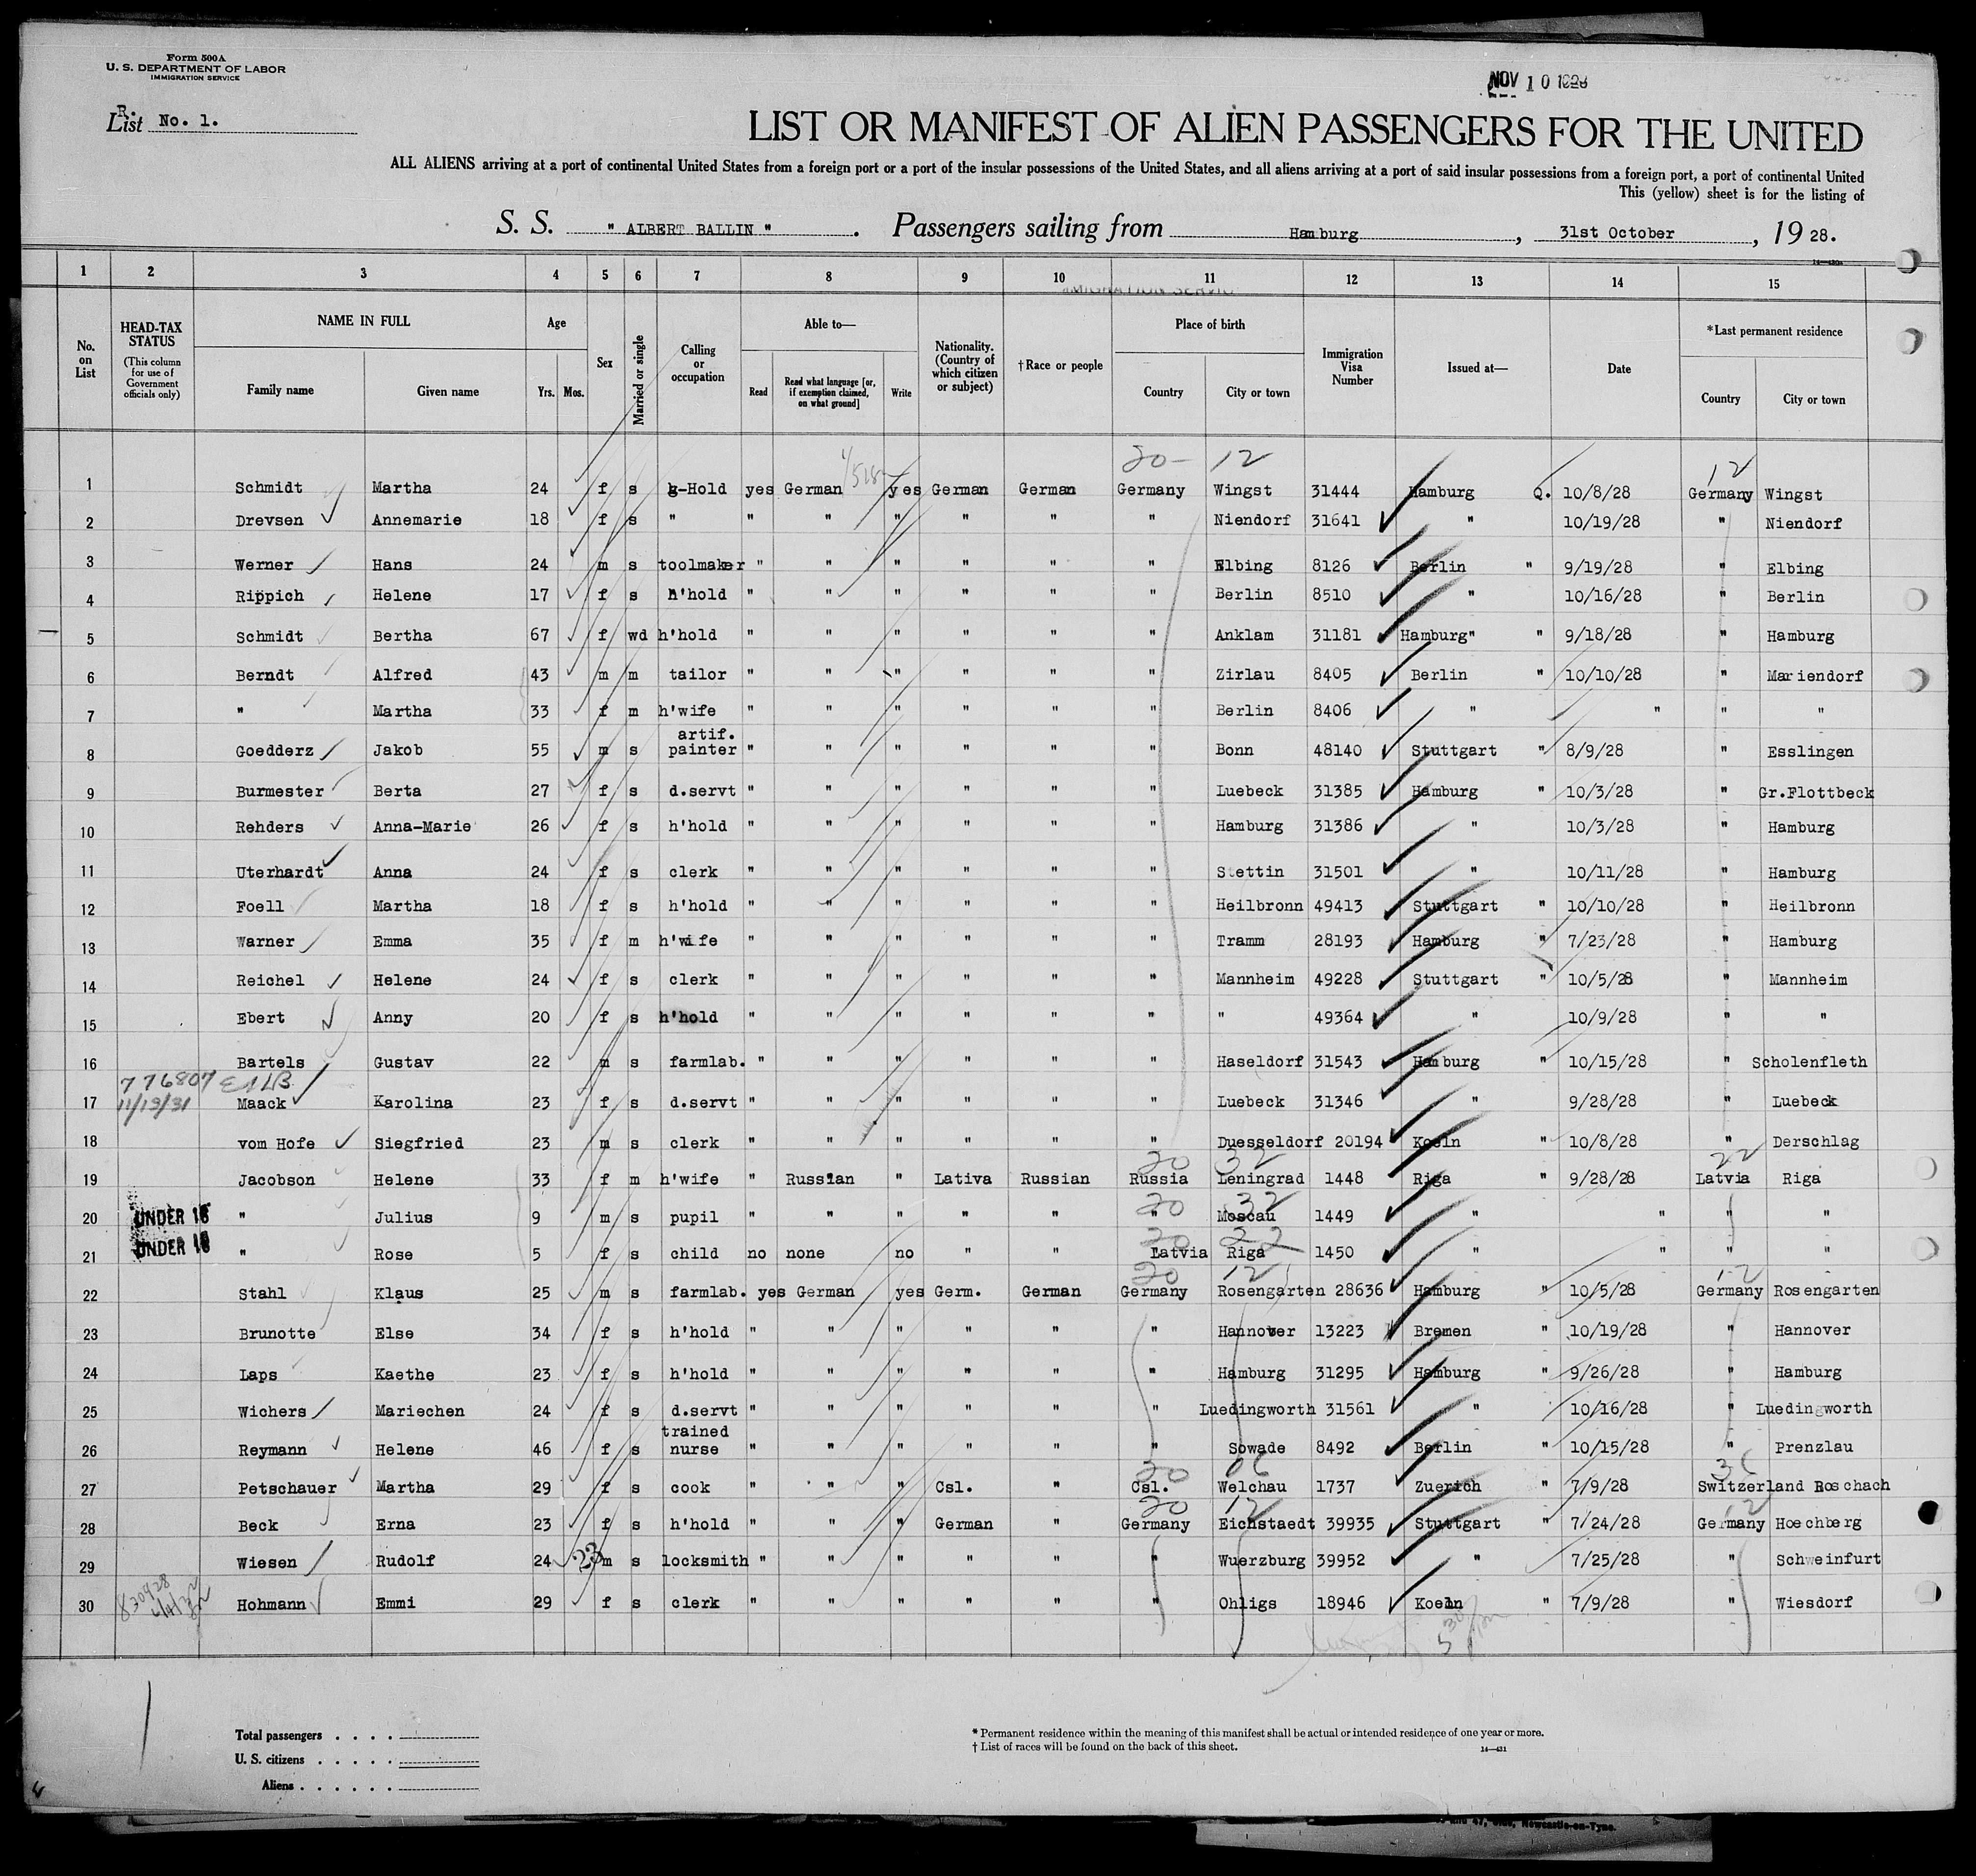 Form 500A
U. S. DEPARTMENT OF LABOR
IMMIGRATION SERVICE
NOV 10 1928
R.
List No. 1.
LIST OR MANIFEST OF ALIEN PASSENGERS FOR THE UNITED
ALL ALIENS arriving at a port of continental United States from a foreign port or a port of the insular possessions of the United States, and all aliens arriving at a port of said insular possessions from a foreign port, a port of continental United
This (yellow) sheet is for the listing of
S. S. " ALBERT BALLIN " . Passengers sailing from Hamburg , 31st October , 19 28.
1 2 3 4 5 6 7 8 9 10 11 12 13 14 15
No. on List HEAD-TAX STATUS (This column for use of Government officials only) NAME IN FULL Family name Given name Age Yrs. Mos. Sex Married or single Calling or occupation Able to— Read Read what language [or, if exemption claimed, on what ground] Write Nationality. (Country of which citizen or subject) †Race or people Place of birth Country City or town Immigration Visa Number Issued at— Date *Last permanent residence Country City or town
20- 12 12
1 Schmidt Martha 24 f s g-Hold yes German yes German German Germany Wingst 31444 Hamburg Q. 10/8/28 Germany Wingst
2 Drevsen Annemarie 18 f s " " " " " " " Niendorf 31641 " 10/19/28 " Niendorf
3 Werner Hans 24 m s toolmaker " " " " " " Elbing 8126 Berlin " 9/19/28 " Elbing
4 Rippich Helene 17 f s h'hold " " " " " " Berlin 8510 " 10/16/28 " Berlin
5 Schmidt Bertha 67 f wd h'hold " " " " " " Anklam 31181 Hamburg" " 9/18/28 " Hamburg
6 Berndt Alfred 43 m m tailor " " " " " " Zirlau 8405 Berlin " 10/10/28 " Mariendorf
7 " Martha 33 f m h'wife " " " " " " Berlin 8406 " " " "
artif.
8 Goedderz Jakob 55 m s painter " " " " " " Bonn 48140 Stuttgart " 8/9/28 " Esslingen
9 Burmester Berta 27 f s d.servt " " " " " " Luebeck 31385 Hamburg " 10/3/28 " Gr.Flottbeck
10 Rehders Anna-Marie 26 f s h'hold " " " " " " Hamburg 31386 " 10/3/28 " Hamburg
11 Uterhardt Anna 24 f s clerk " " " " " " Stettin 31501 " 10/11/28 " Hamburg
12 Foell Martha 18 f s h'hold " " " " " " Heilbronn 49413 Stuttgart " 10/10/28 " Heilbronn
13 Warner Emma 35 f m h'wife " " " " " " Tramm 28193 Hamburg " 7/23/28 " Hamburg
14 Reichel Helene 24 f s clerk " " " " " " Mannheim 49228 Stuttgart " 10/5/28 " Mannheim
15 Ebert Anny 20 f s h'hold " " " " " " " 49364 " 10/9/28 " "
16 Bartels Gustav 22 m s farmlab. " " " " " " Haseldorf 31543 Hamburg " 10/15/28 " Scholenfleth
776807
17 11/13/31 Maack Karolina 23 f s d.servt " " " " " " Luebeck 31346 " 9/28/28 " Luebeck
18 vom Hofe Siegfried 23 m s clerk " " " " " " Duesseldorf 20194 Koeln " 10/8/28 " Derschlag
20 32 22
19 Jacobson Helene 33 f m h'wife " Russian " Lativa Russian Russia Leningrad 1448 Riga " 9/28/28 Latvia Riga
20 32
20 UNDER 16 " Julius 9 m s pupil " " " " " " Moscau 1449 " " " "
20 22
21 UNDER 16 " Rose 5 f s child no none no " " Latvia Riga 1450 " " " "
20 12 12
22 Stahl Klaus 25 m s farmlab. yes German yes Germ. German Germany Rosengarten 28636 Hamburg " 10/5/28 Germany Rosengarten
23 Brunotte Else 34 f s h'hold " " " " " " Hannover 13223 Bremen " 10/19/28 " Hannover
24 Laps Kaethe 23 f s h'hold " " " " " " Hamburg 31295 Hamburg " 9/26/28 " Hamburg
25 Wichers Mariechen 24 f s d.servt " " " " " " Luedingworth 31561 " 10/16/28 " Luedingworth
trained
26 Reymann Helene 46 f s nurse " " " " " " Sowade 8492 Berlin " 10/15/28 " Prenzlau
20 06 36
27 Petschauer Martha 29 f s cook " " " Csl. " Csl. Welchau 1737 Zuerich " 7/9/28 Switzerland Roschach
20 12 12
28 Beck Erna 23 f s h'hold " " " German " Germany Eichstaedt 39935 Stuttgart " 7/24/28 Germany Hoechberg
29 Wiesen Rudolf 24 23 m s locksmith " " " " " " Wuerzburg 39952 " 7/25/28 " Schweinfurt
30 Hohmann Emmi 29 f s clerk " " " " " " Ohligs 18946 Koeln " 7/9/28 " Wiesdorf
Total passengers . . . .
U. S. citizens . . . . .
Aliens . . . . . .
* Permanent residence within the meaning of this manifest shall be actual or intended residence of one year or more.
† List of races will be found on the back of this sheet.
14—431